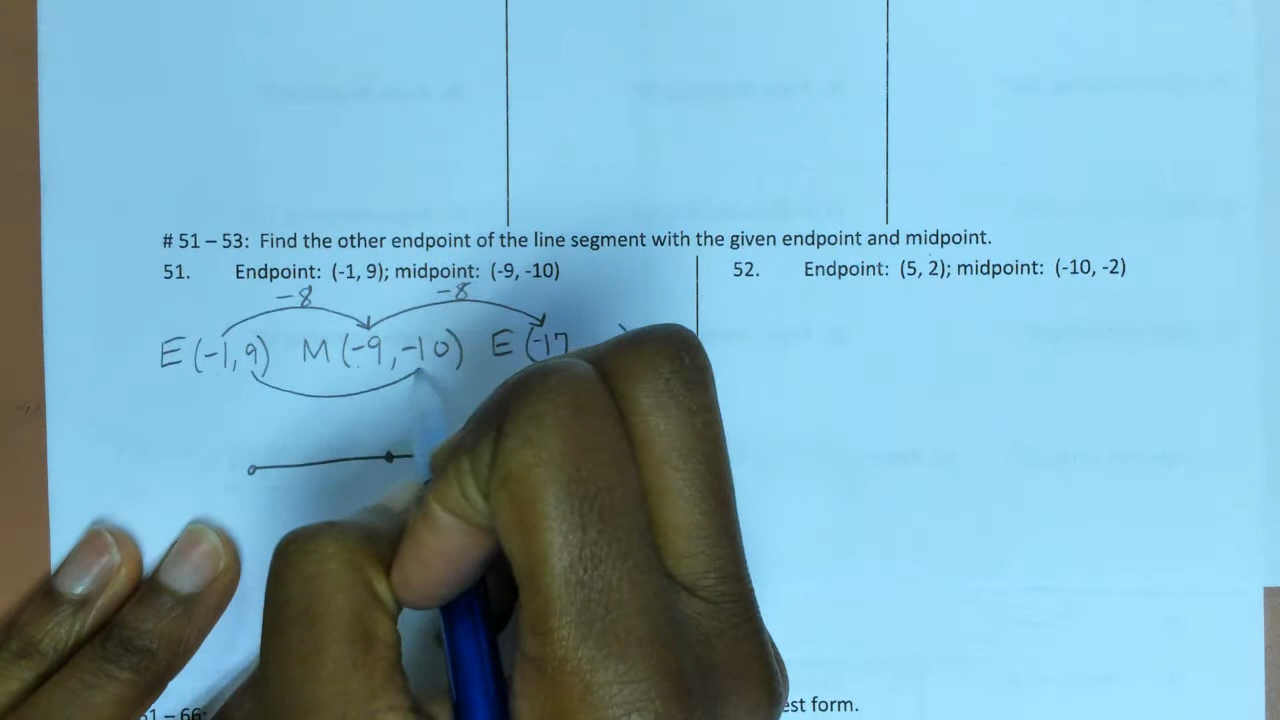 # 51 – 53: Find the other endpoint of the line segment with the given endpoint and midpoint.
51. Endpoint: (-1, 9); midpoint: (-9, -10)
52. Endpoint: (5, 2); midpoint: (-10, -2)
-8 -8
E(-1,9) M(-9,-10) E(-17 )
1 – 66:
est form.